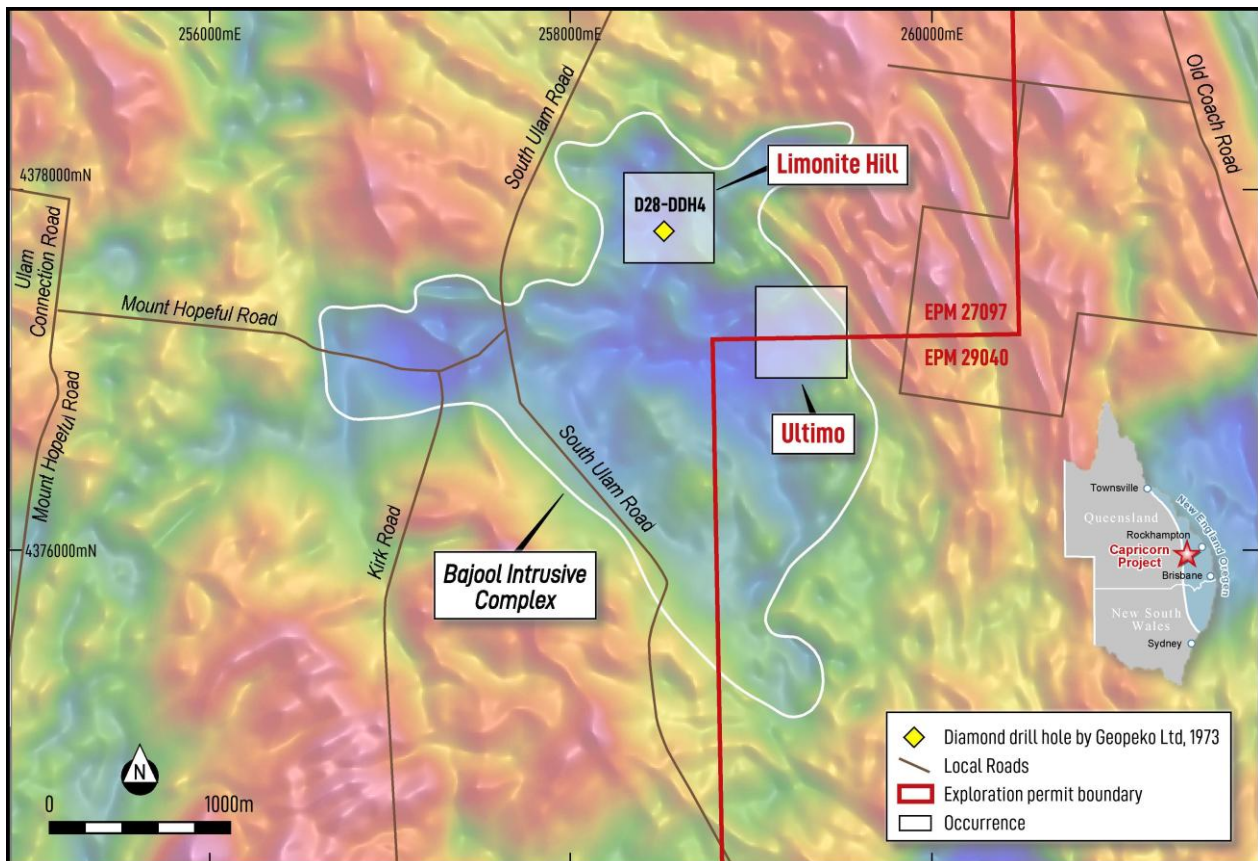 256000mE
258000mE
260000mE
4378000mN
4376000mN
South Ulam Road
Old Coach Road
Limonite Hill
D28-DDH4
Ulam
Connection Road
Mount Hopeful Road
EPM 27097
EPM 29040
Ultimo
South Ulam Road
Mount Hopeful Road
Kirk Road
Bajool Intrusive
Complex
Townsville
Queensland
New England Orogen
Rockhampton
Capricorn
Project
Brisbane
New South
Wales
Sydney
N
0 1000m
Diamond drill hole by Geopeko Ltd, 1973
Local Roads
Exploration permit boundary
Occurrence